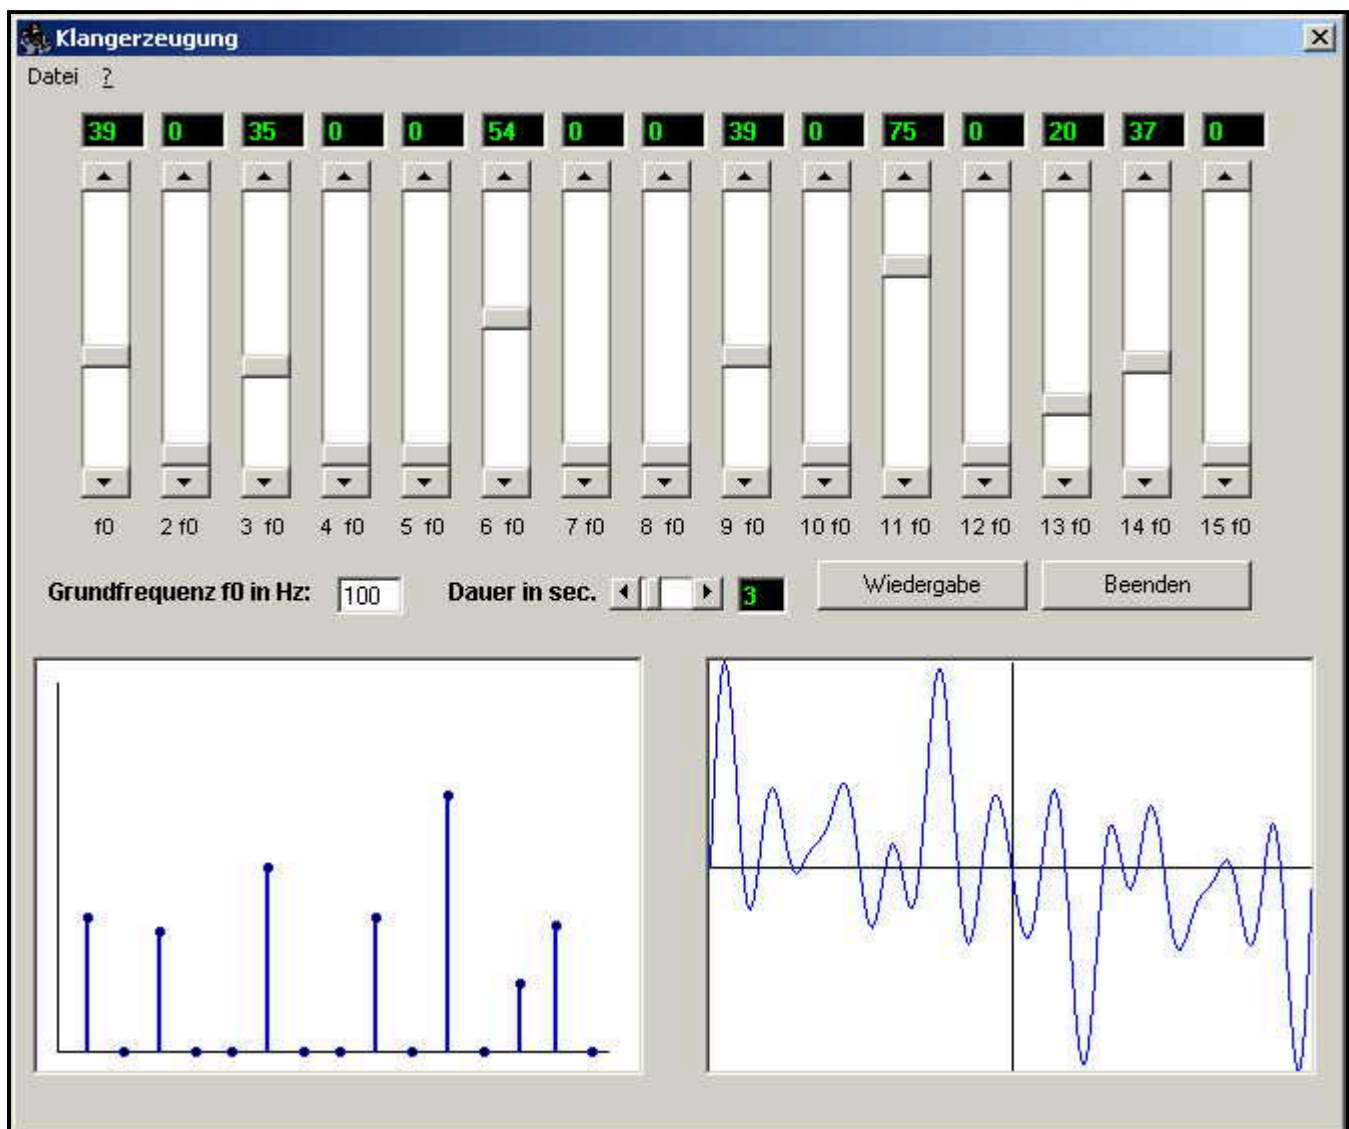 Klangerzeugung
Datei ?
39 0 35 0 0 54 0 0 39 0 75 0 20 37 0
f0 2 f0 3 f0 4 f0 5 f0 6 f0 7 f0 8 f0 9 f0 10 f0 11 f0 12 f0 13 f0 14 f0 15 f0
Grundfrequenz f0 in Hz: 100 Dauer in sec. 3 Wiedergabe Beenden